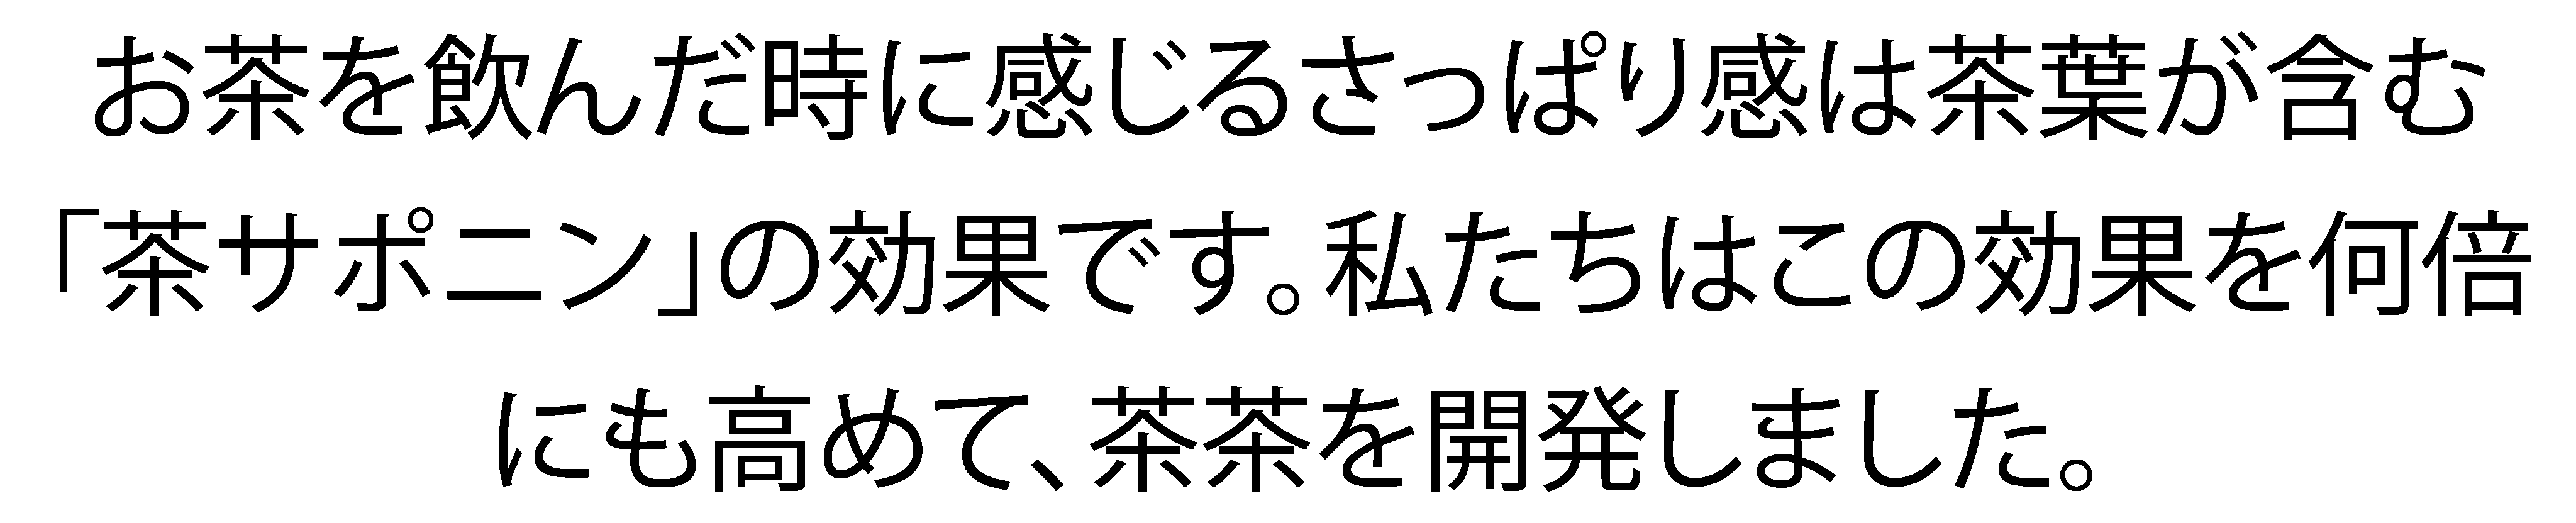 お茶を飲んだ時に感じるさっぱり感は茶葉が含む
「茶サポニン」の効果です。私たちはこの効果を何倍
にも高めて、茶茶を開発しました。